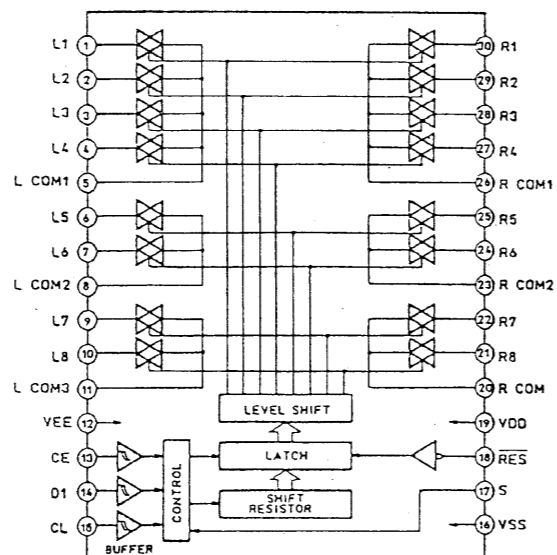 L1 1 30 R1
L2 2 29 R2
L3 3 28 R3
L4 4 27 R4
L COM1 5 26 R COM1
L5 6 25 R5
L6 7 24 R6
L COM2 8 23 R COM2
L7 9 22 R7
L8 10 21 R8
L COM3 11 20 R COM
LEVEL SHIFT
VEE 12 19 VDD
CE 13 LATCH 18 RES
D1 14 CONTROL SHIFT RESISTOR 17 S
CL 15 16 VSS
BUFFER